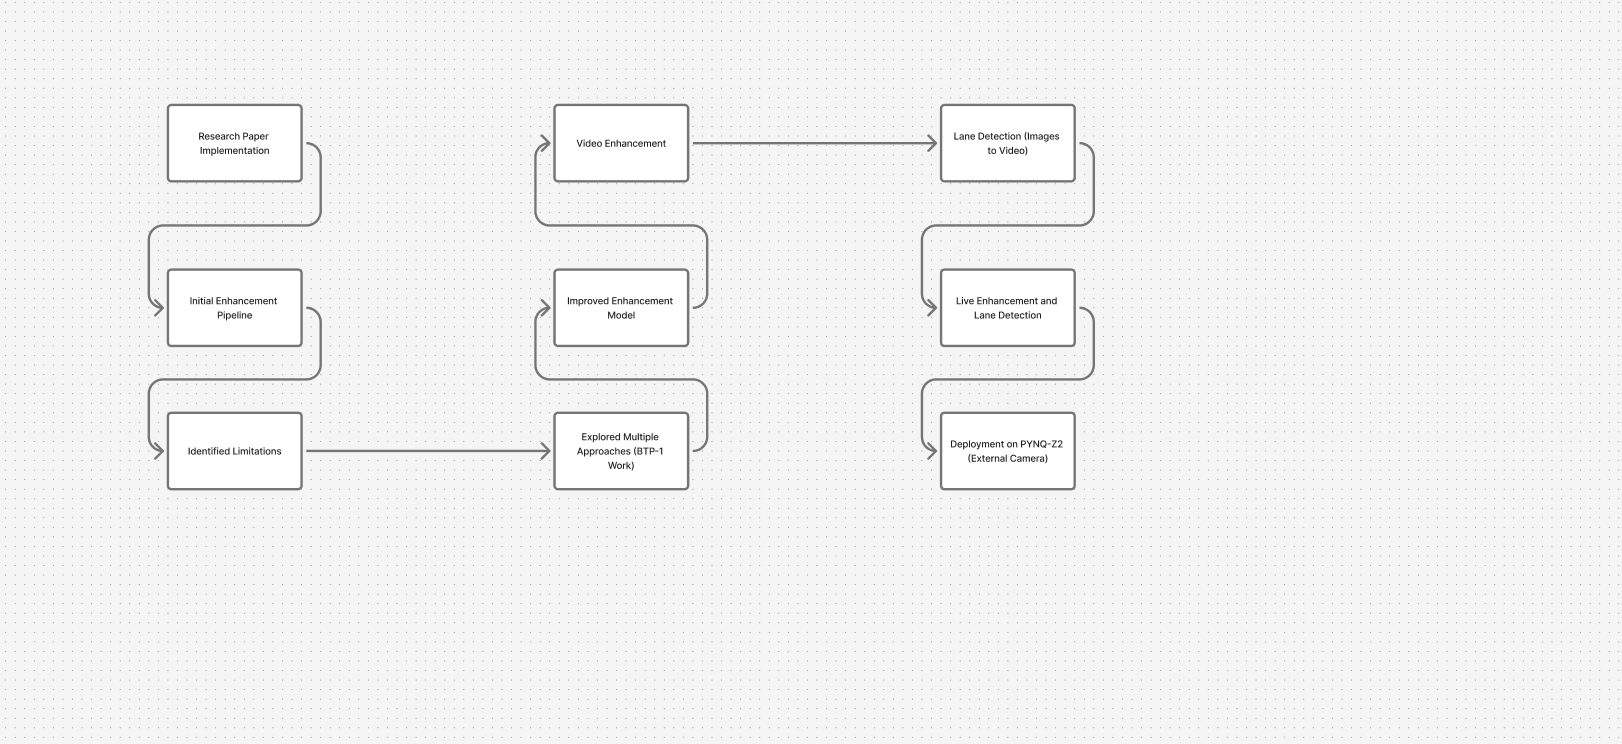 Research Paper
Implementation
Initial Enhancement
Pipeline
Identified Limitations
Explored Multiple
Approaches (BTP-1
Work)
Improved Enhancement
Model
Video Enhancement
Lane Detection (Images
to Video)
Live Enhancement and
Lane Detection
Deployment on PYNQ-Z2
(External Camera)